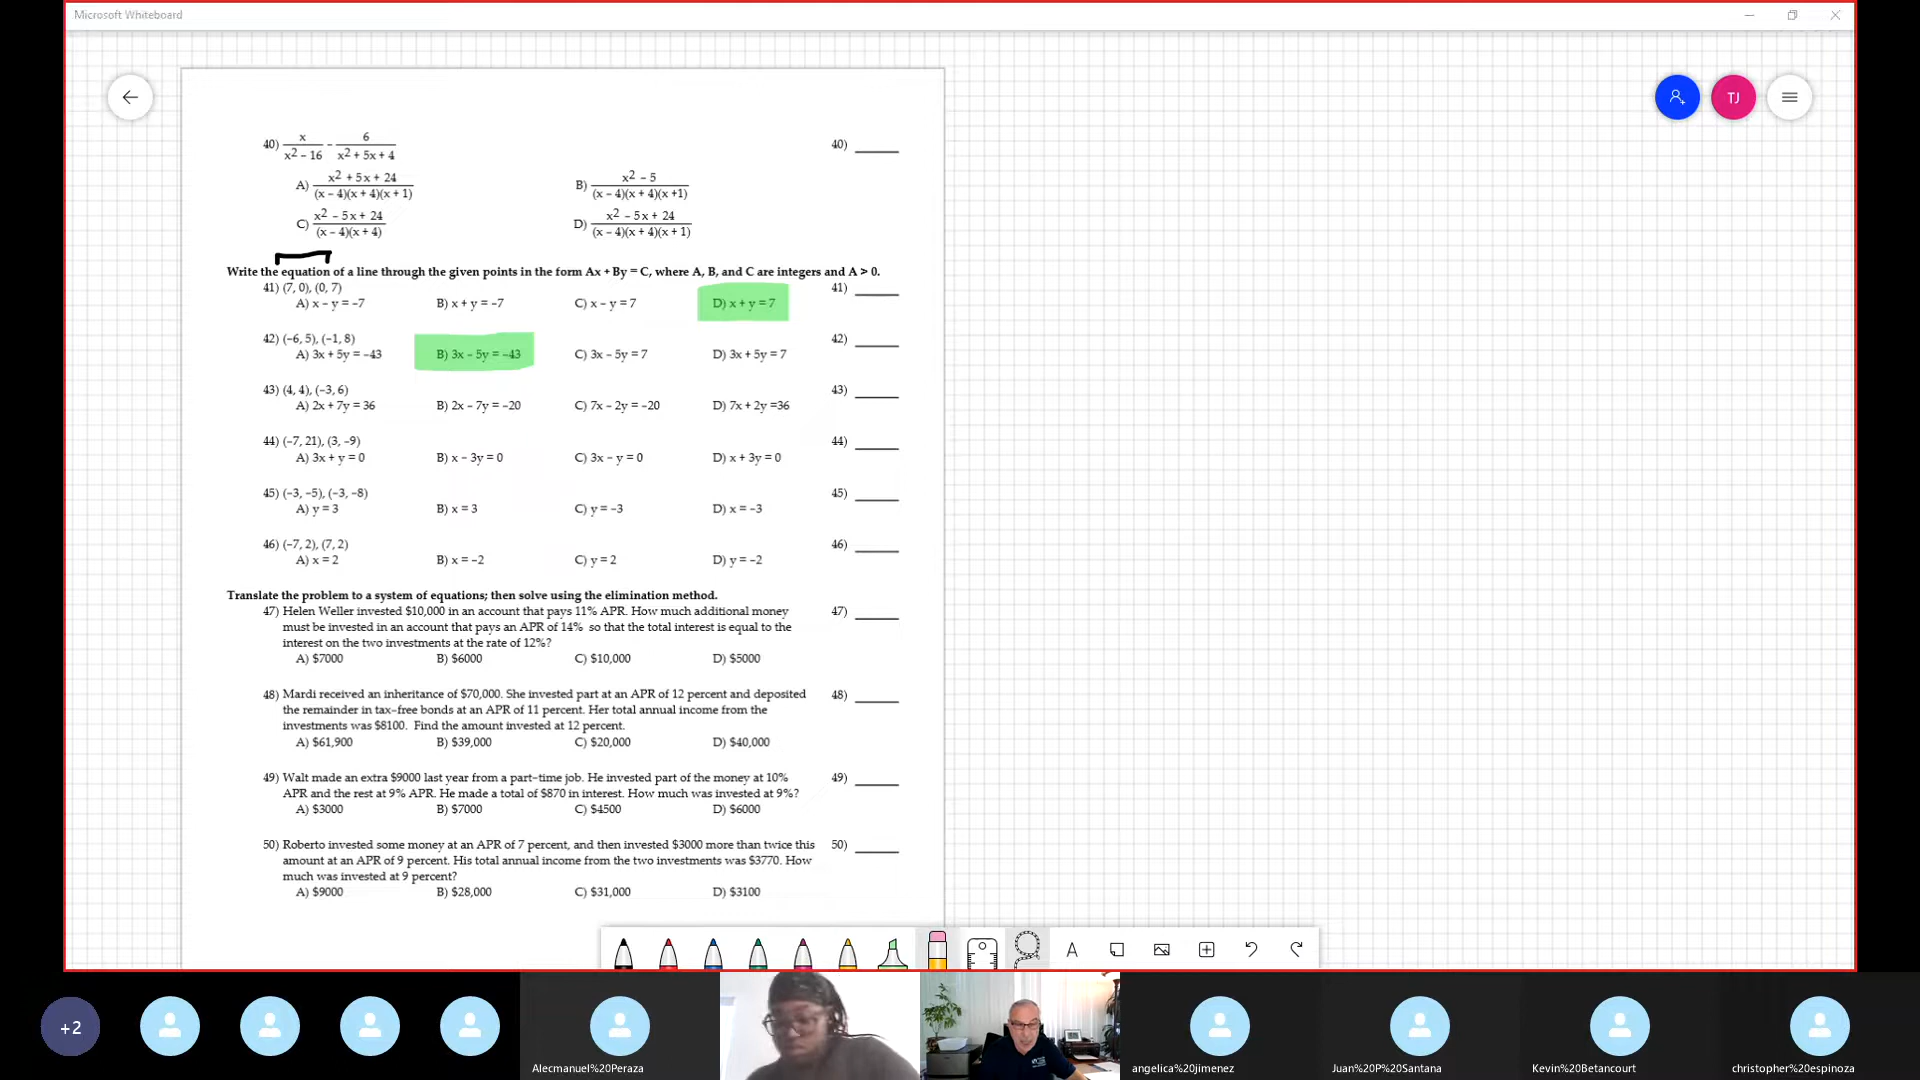 Microsoft Whiteboard
TJ
40) x/(x² – 16) – 6/(x² + 5x + 4) 40)
A) (x² + 5x + 24)/((x – 4)(x + 4)(x + 1)) B) (x² – 5)/((x – 4)(x + 4)(x +1))
C) (x² – 5x + 24)/((x – 4)(x + 4)) D) (x² – 5x + 24)/((x – 4)(x + 4)(x + 1))
Write the equation of a line through the given points in the form Ax + By = C, where A, B, and C are integers and A > 0.
41) (7, 0), (0, 7) 41)
A) x – y = –7 B) x + y = –7 C) x – y = 7 D) x + y = 7
42) (–6, 5), (–1, 8) 42)
A) 3x + 5y = –43 B) 3x – 5y = –43 C) 3x – 5y = 7 D) 3x + 5y = 7
43) (4, 4), (–3, 6) 43)
A) 2x + 7y = 36 B) 2x – 7y = –20 C) 7x – 2y = –20 D) 7x + 2y =36
44) (–7, 21), (3, –9) 44)
A) 3x + y = 0 B) x – 3y = 0 C) 3x – y = 0 D) x + 3y = 0
45) (–3, –5), (–3, –8) 45)
A) y = 3 B) x = 3 C) y = –3 D) x = –3
46) (–7, 2), (7, 2) 46)
A) x = 2 B) x = –2 C) y = 2 D) y = –2
Translate the problem to a system of equations; then solve using the elimination method.
47) Helen Weller invested $10,000 in an account that pays 11% APR. How much additional money 47)
must be invested in an account that pays an APR of 14% so that the total interest is equal to the
interest on the two investments at the rate of 12%?
A) $7000 B) $6000 C) $10,000 D) $5000
48) Mardi received an inheritance of $70,000. She invested part at an APR of 12 percent and deposited 48)
the remainder in tax–free bonds at an APR of 11 percent. Her total annual income from the
investments was $8100. Find the amount invested at 12 percent.
A) $61,900 B) $39,000 C) $20,000 D) $40,000
49) Walt made an extra $9000 last year from a part–time job. He invested part of the money at 10% 49)
APR and the rest at 9% APR. He made a total of $870 in interest. How much was invested at 9%?
A) $3000 B) $7000 C) $4500 D) $6000
50) Roberto invested some money at an APR of 7 percent, and then invested $3000 more than twice this 50)
amount at an APR of 9 percent. His total annual income from the two investments was $3770. How
much was invested at 9 percent?
A) $9000 B) $28,000 C) $31,000 D) $3100
A
+2
Alecmanuel%20Peraza
angelica%20jimenez
Juan%20P%20Santana
Kevin%20Betancourt
christopher%20espinoza